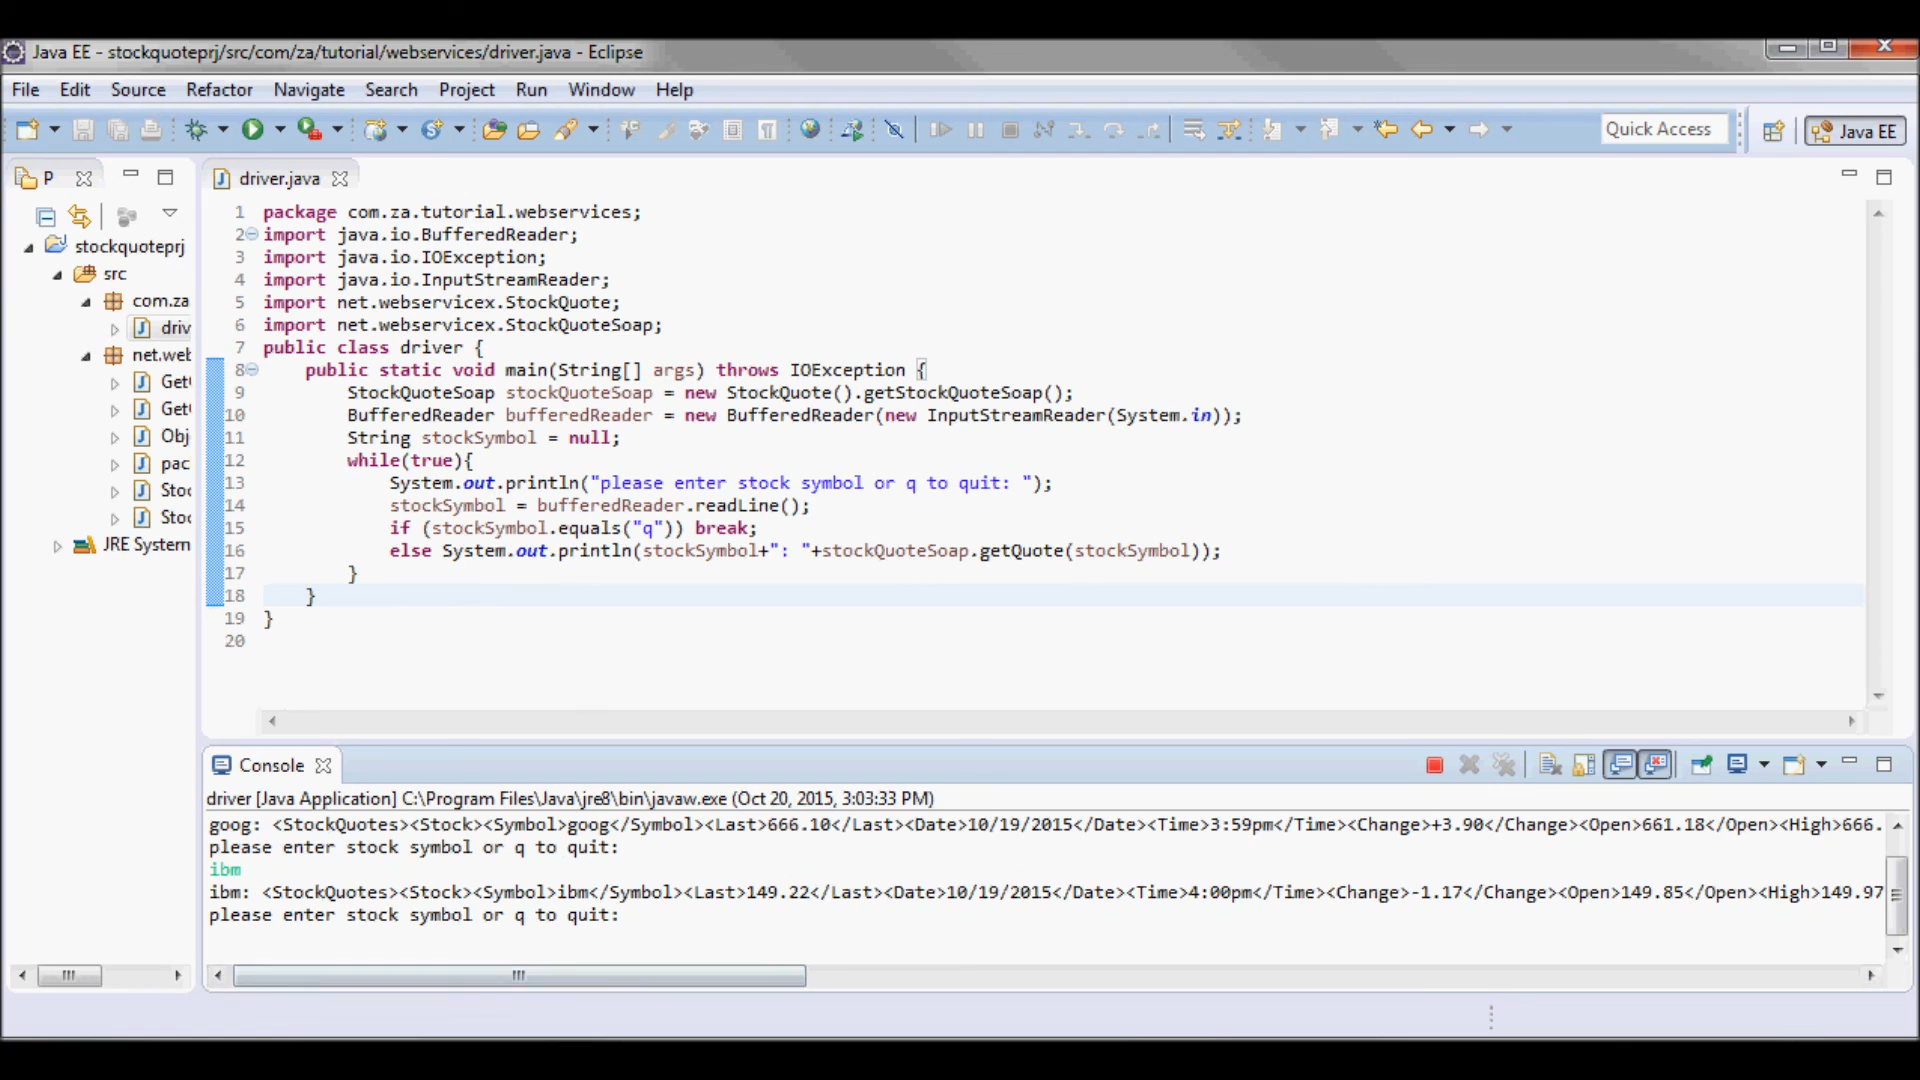 Java EE - stockquoteprj/src/com/za/tutorial/webservices/driver.java - Eclipse
File Edit Source Refactor Navigate Search Project Run Window Help
Quick Access
Java EE
P
stockquoteprj
src
com.za
driv
net.web
Get
Get
Obj
pac
Stoc
Stoc
JRE System
driver.java
1 package com.za.tutorial.webservices;
2 import java.io.BufferedReader;
3 import java.io.IOException;
4 import java.io.InputStreamReader;
5 import net.webservicex.StockQuote;
6 import net.webservicex.StockQuoteSoap;
7 public class driver {
8 public static void main(String[] args) throws IOException {
9 StockQuoteSoap stockQuoteSoap = new StockQuote().getStockQuoteSoap();
10 BufferedReader bufferedReader = new BufferedReader(new InputStreamReader(System.in));
11 String stockSymbol = null;
12 while(true){
13 System.out.println("please enter stock symbol or q to quit: ");
14 stockSymbol = bufferedReader.readLine();
15 if (stockSymbol.equals("q")) break;
16 else System.out.println(stockSymbol+": "+stockQuoteSoap.getQuote(stockSymbol));
17 }
18 }
19 }
20
Console
driver [Java Application] C:\Program Files\Java\jre8\bin\javaw.exe (Oct 20, 2015, 3:03:33 PM)
goog: <StockQuotes><Stock><Symbol>goog</Symbol><Last>666.10</Last><Date>10/19/2015</Date><Time>3:59pm</Time><Change>+3.90</Change><Open>661.18</Open><High>666.
please enter stock symbol or q to quit:
ibm
ibm: <StockQuotes><Stock><Symbol>ibm</Symbol><Last>149.22</Last><Date>10/19/2015</Date><Time>4:00pm</Time><Change>-1.17</Change><Open>149.85</Open><High>149.97
please enter stock symbol or q to quit: